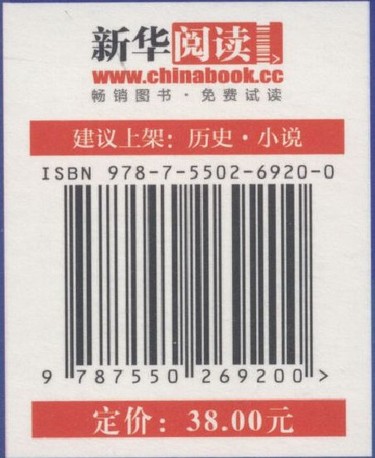 新华阅读
www.chinabook.cc
畅销图书·免费试读
建议上架：历史·小说
ISBN 978-7-5502-6920-0
9 787550 269200 >
定价：38.00元